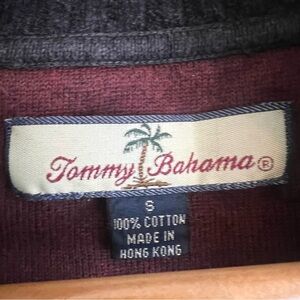 Tommy Bahama®
S
100% COTTON
MADE IN
HONG KONG